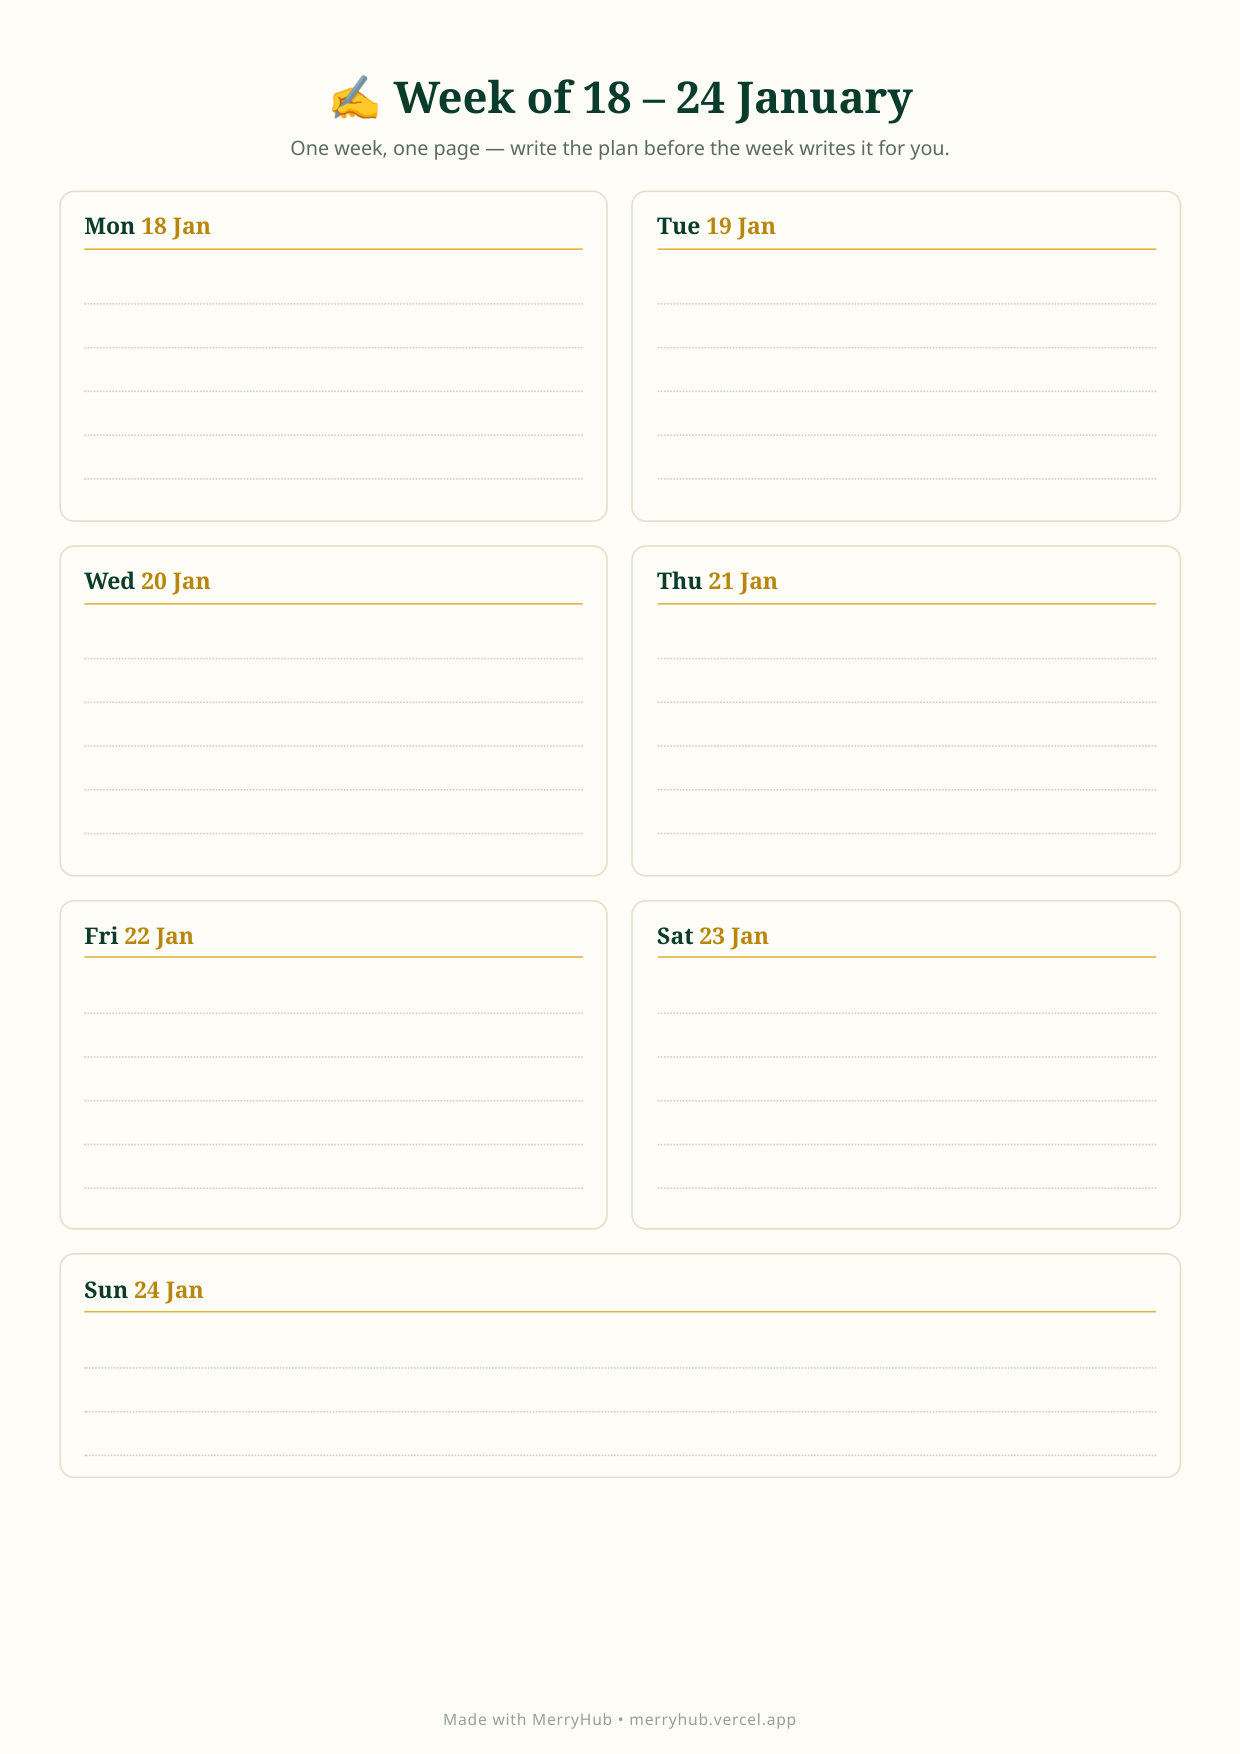 ✍️ Week of 18 – 24 January
One week, one page — write the plan before the week writes it for you.
Mon 18 Jan
Tue 19 Jan
Wed 20 Jan
Thu 21 Jan
Fri 22 Jan
Sat 23 Jan
Sun 24 Jan
Made with MerryHub • merryhub.vercel.app